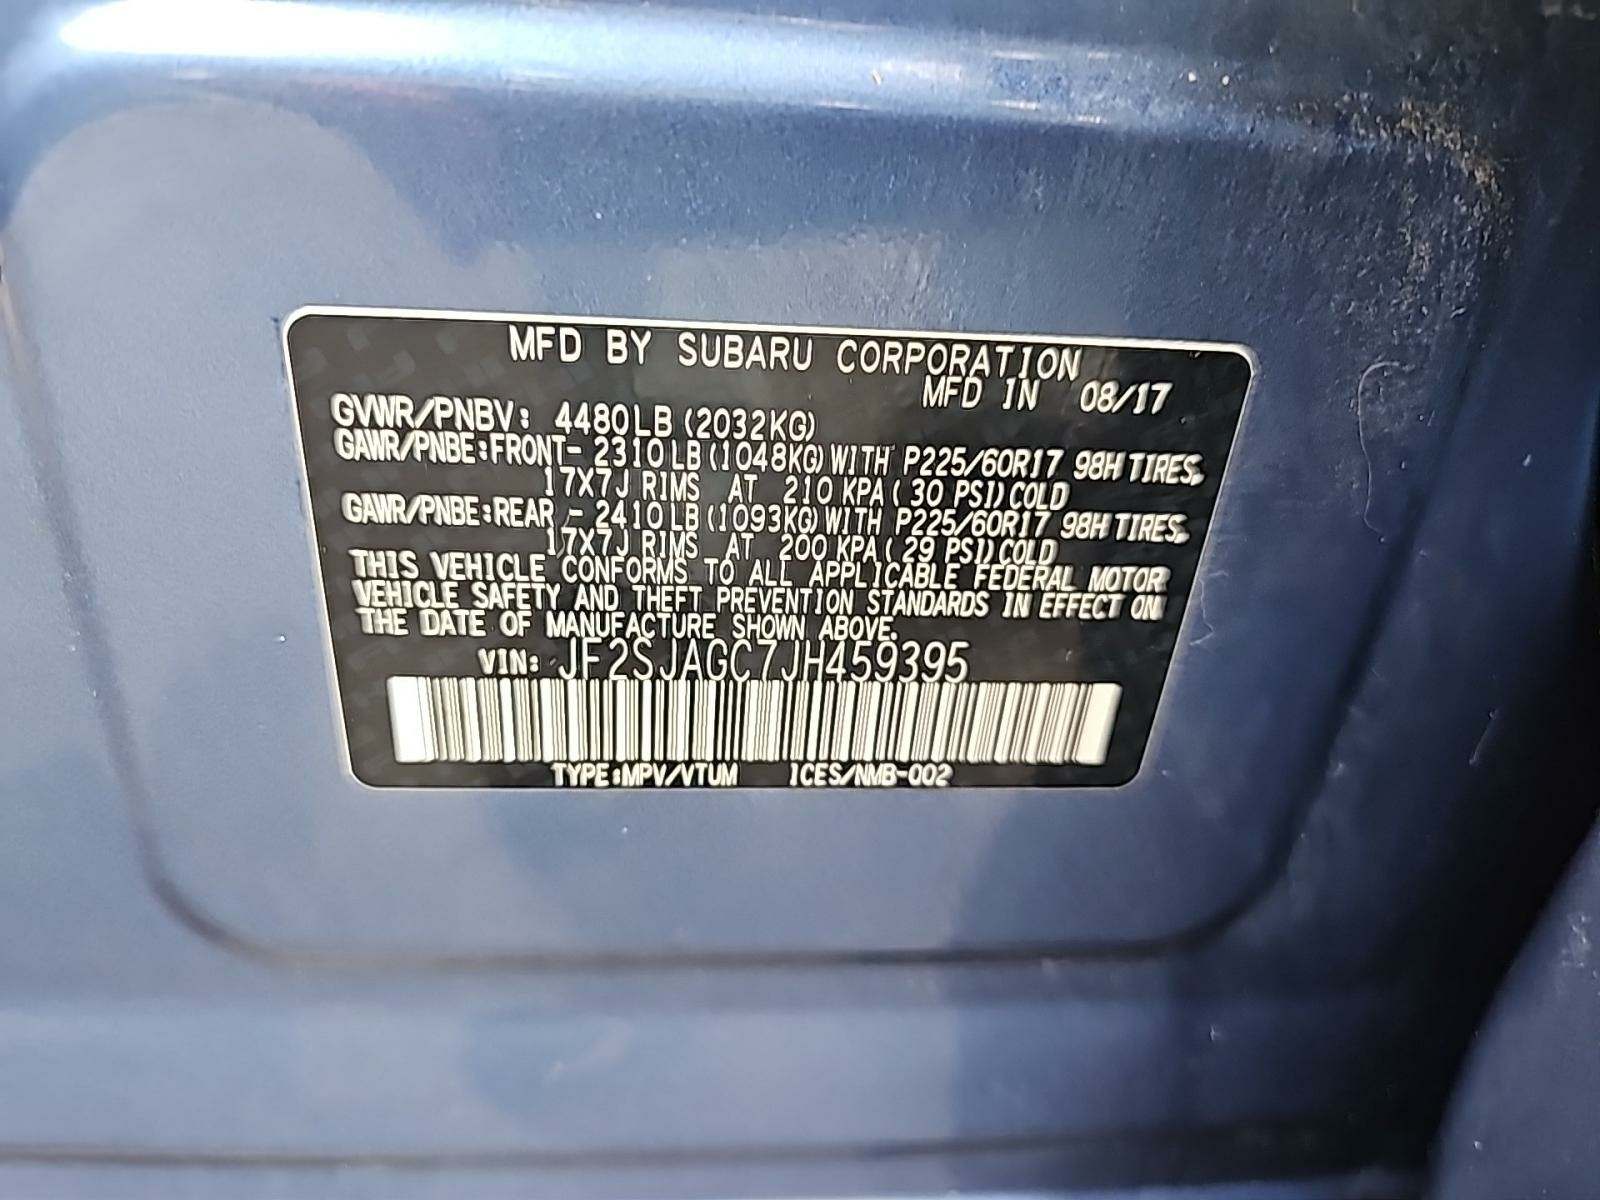 MFD BY SUBARU CORPORATION
MFD IN 08/17
GVWR/PNBV: 4480LB (2032KG)
GAWR/PNBE:FRONT- 2310LB (1048KG) WITH P225/60R17 98H TIRES,
17X7J RIMS AT 210 KPA ( 30 PSI) COLD
GAWR/PNBE:REAR - 2410LB (1093KG) WITH P225/60R17 98H TIRES,
17X7J RIMS AT 200 KPA ( 29 PSI) COLD
THIS VEHICLE CONFORMS TO ALL APPLICABLE FEDERAL MOTOR
VEHICLE SAFETY AND THEFT PREVENTION STANDARDS IN EFFECT ON
THE DATE OF MANUFACTURE SHOWN ABOVE.
VIN: JF2SJAGC7JH459395
TYPE:MPV/VTUM ICES/NMB-002